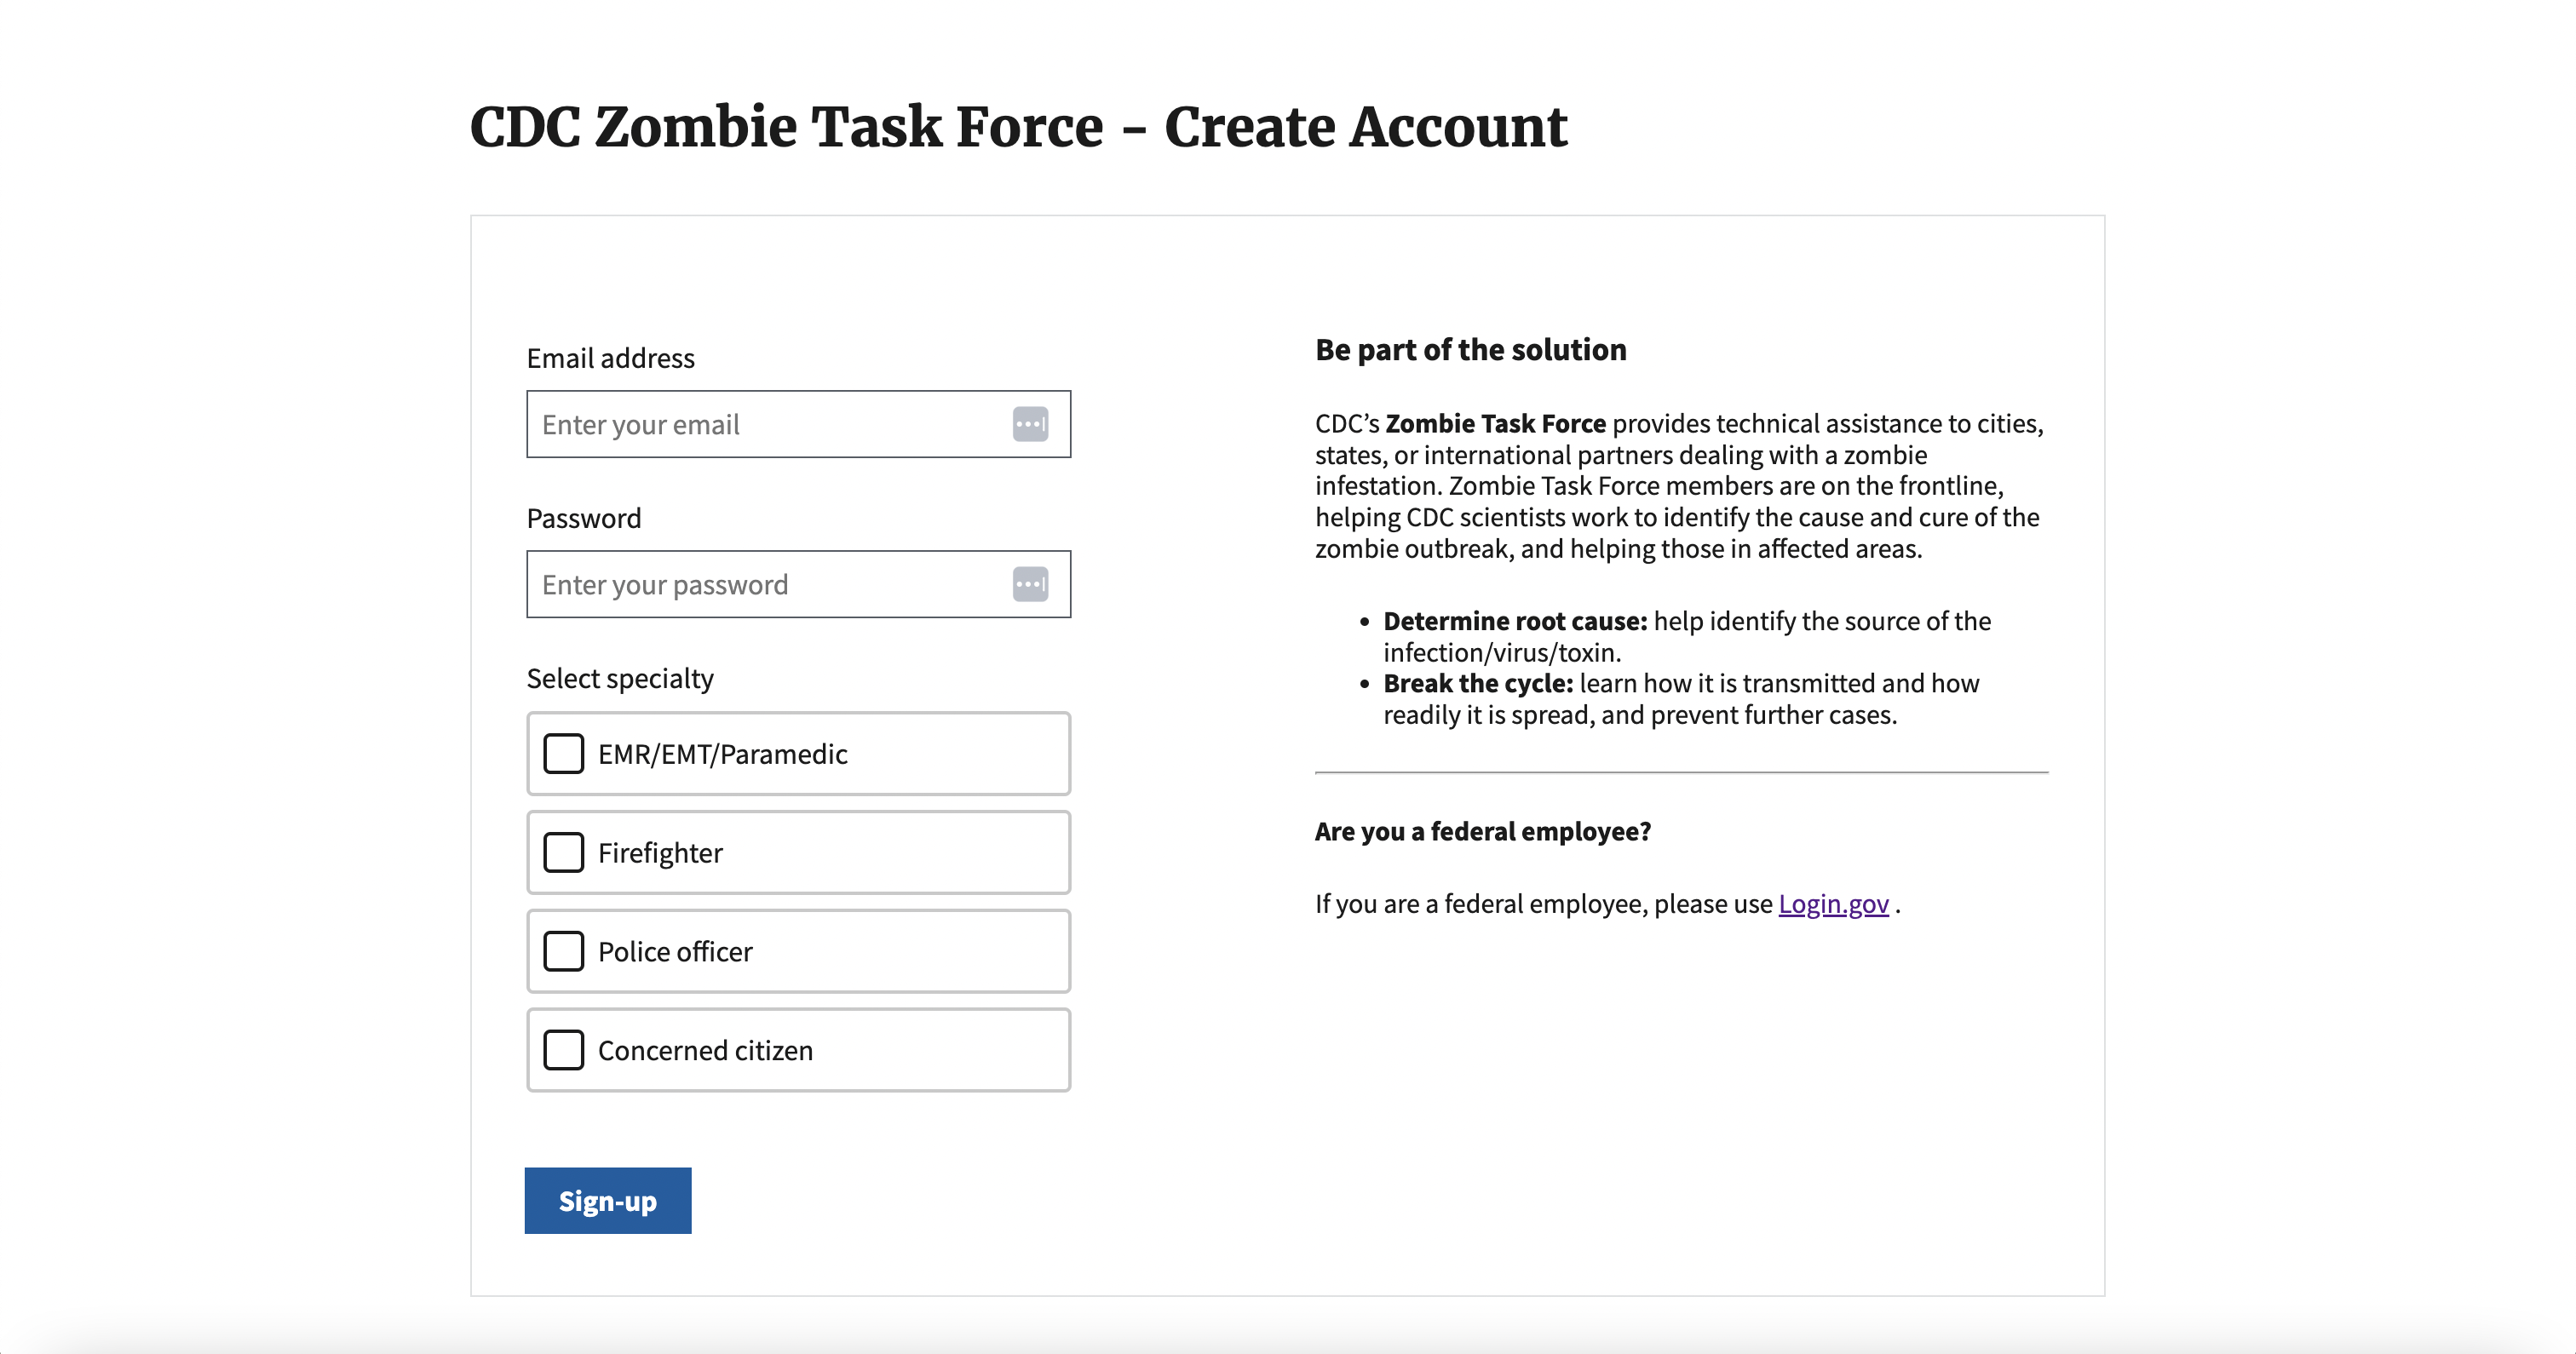 CDC Zombie Task Force – Create Account
Email address
Enter your email
Password
Enter your password
Select specialty
EMR/EMT/Paramedic
Firefighter
Police officer
Concerned citizen
Sign-up
Be part of the solution
CDC’s Zombie Task Force provides technical assistance to cities,
states, or international partners dealing with a zombie
infestation. Zombie Task Force members are on the frontline,
helping CDC scientists work to identify the cause and cure of the
zombie outbreak, and helping those in affected areas.
• Determine root cause: help identify the source of the
infection/virus/toxin.
• Break the cycle: learn how it is transmitted and how
readily it is spread, and prevent further cases.
Are you a federal employee?
If you are a federal employee, please use Login.gov .